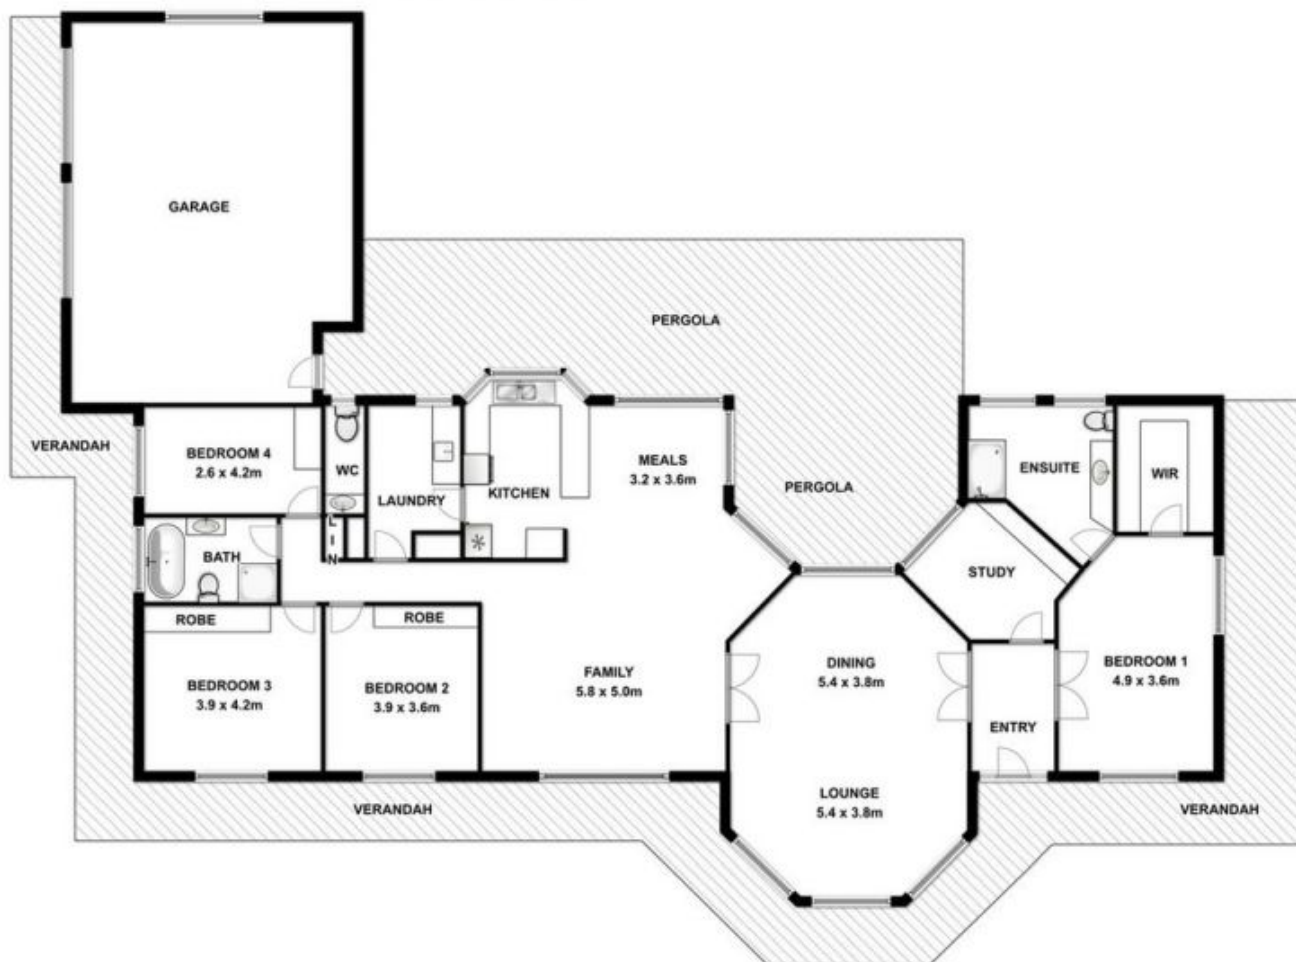 GARAGE
PERGOLA
VERANDAH
BEDROOM 4
2.6 x 4.2m
WC
LAUNDRY
KITCHEN
MEALS
3.2 x 3.6m
PERGOLA
ENSUITE
WIR
LIN
BATH
STUDY
ROBE
ROBE
BEDROOM 3
3.9 x 4.2m
BEDROOM 2
3.9 x 3.6m
FAMILY
5.8 x 5.0m
DINING
5.4 x 3.8m
BEDROOM 1
4.9 x 3.6m
ENTRY
LOUNGE
5.4 x 3.8m
VERANDAH
VERANDAH